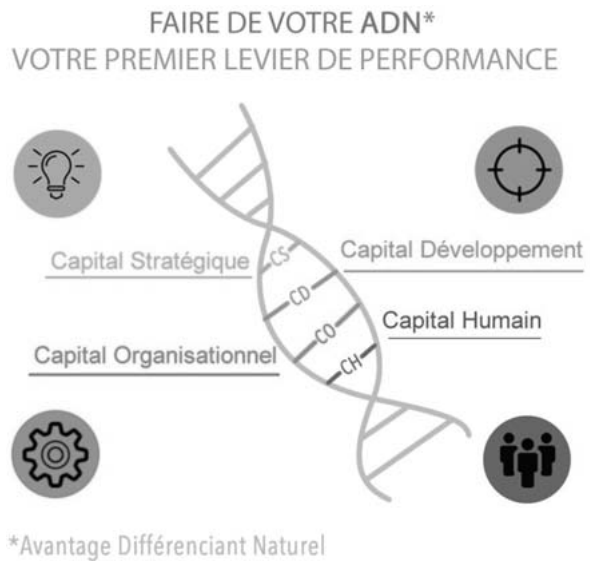 FAIRE DE VOTRE ADN*
VOTRE PREMIER LEVIER DE PERFORMANCE
Capital Stratégique
CS
Capital Développement
CD
Capital Humain
CO
Capital Organisationnel
CH
*Avantage Différenciant Naturel